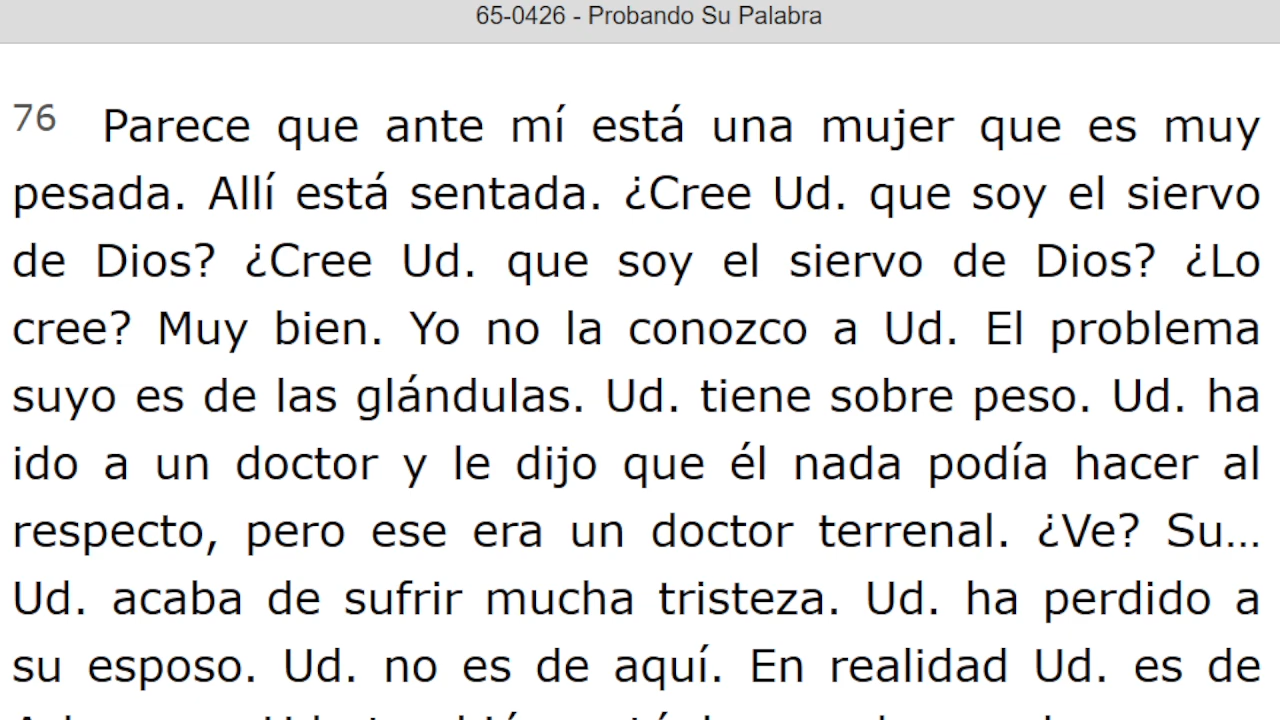 65-0426 - Probando Su Palabra
76 Parece que ante mí está una mujer que es muy
pesada. Allí está sentada. ¿Cree Ud. que soy el siervo
de Dios? ¿Cree Ud. que soy el siervo de Dios? ¿Lo
cree? Muy bien. Yo no la conozco a Ud. El problema
suyo es de las glándulas. Ud. tiene sobre peso. Ud. ha
ido a un doctor y le dijo que él nada podía hacer al
respecto, pero ese era un doctor terrenal. ¿Ve? Su...
Ud. acaba de sufrir mucha tristeza. Ud. ha perdido a
su esposo. Ud. no es de aquí. En realidad Ud. es de